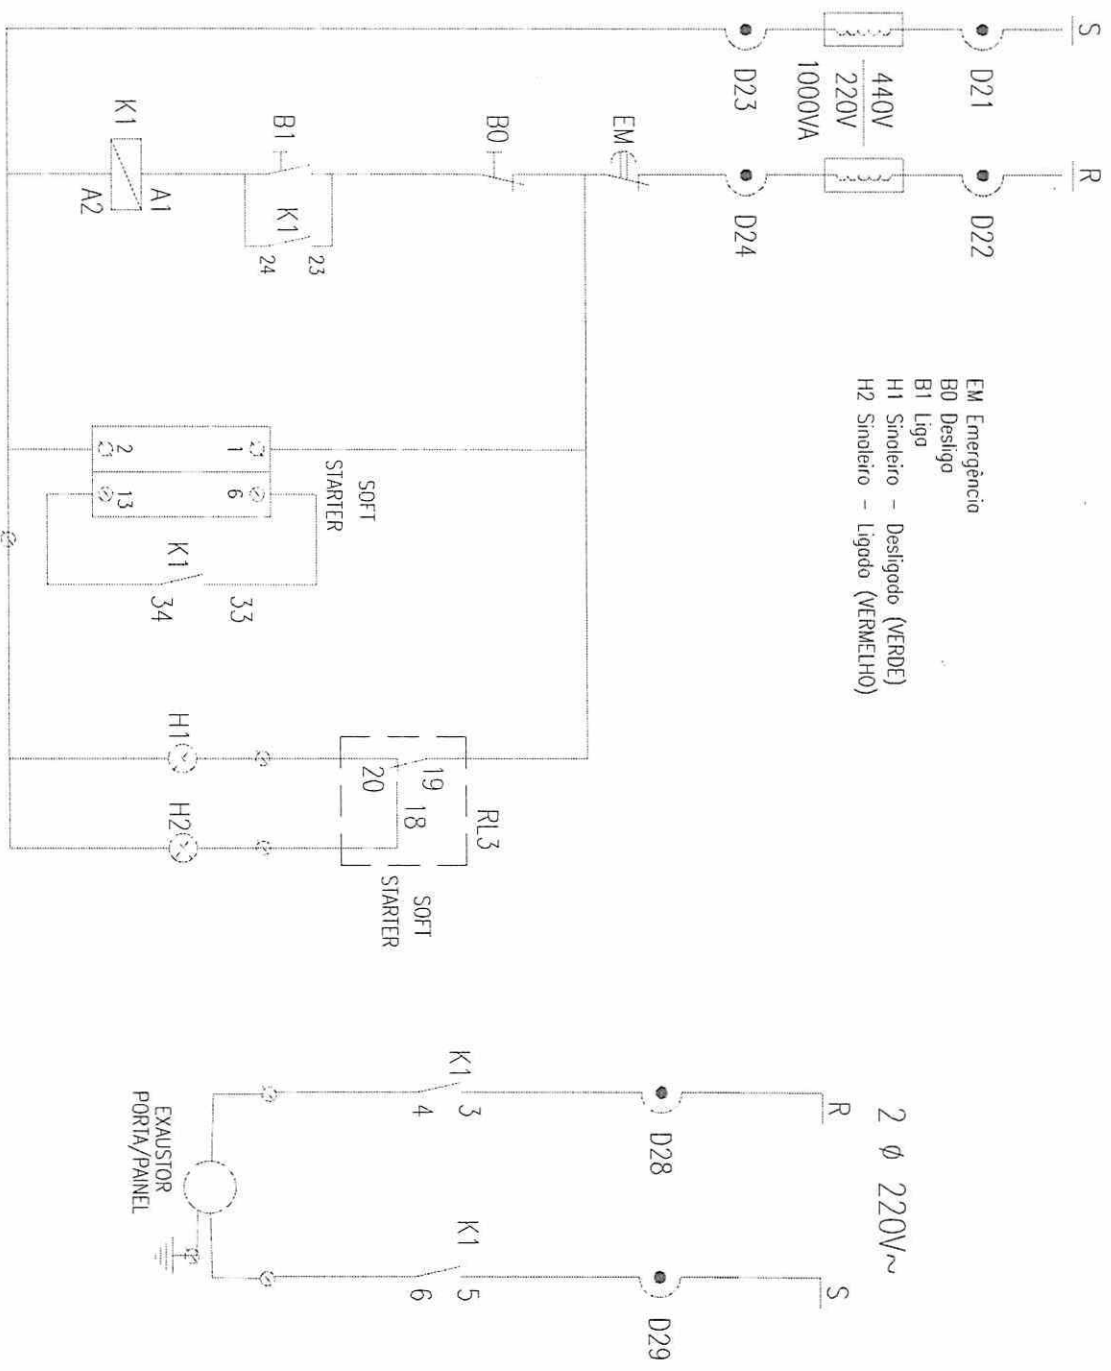 S
R
D21
D22
440V
220V
1000VA
D23
D24
EM
B0
B1
K1
23
24
K1
A1
A2
EM Emergência
B0 Desliga
B1 Liga
H1 Sinaleiro - Desligado (VERDE)
H2 Sinaleiro - Ligado (VERMELHO)
1
2
6
13
SOFT
STARTER
K1
33
34
RL3
19
18
20
SOFT
STARTER
H1
H2
2 Ø 220V~
R
S
D28
D29
K1
3
4
K1
5
6
EXAUSTOR
PORTA/PAINEL